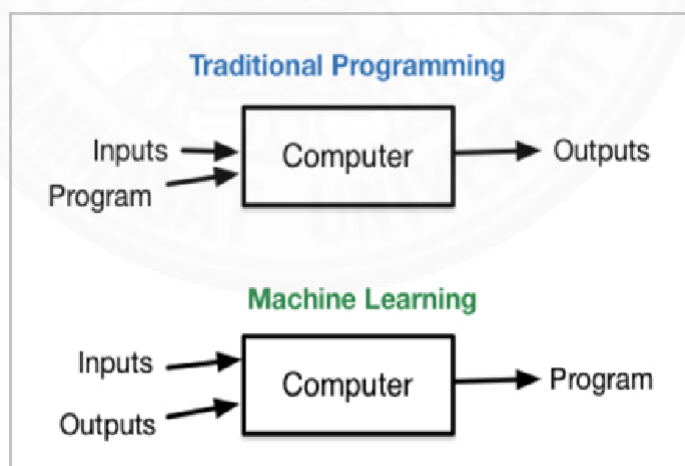 Traditional Programming
Inputs
Computer
Outputs
Program
Machine Learning
Inputs
Computer
Program
Outputs